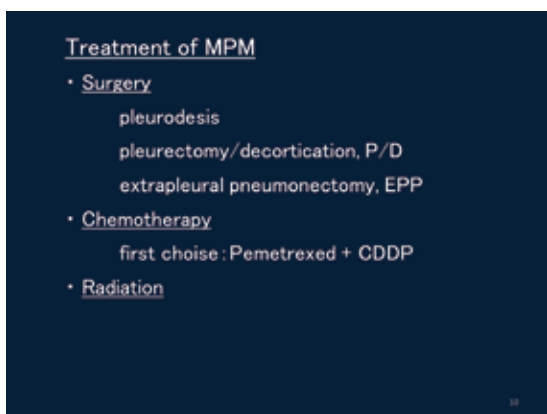 Treatment of MPM
・Surgery
pleurodesis
pleurectomy/decortication, P/D
extrapleural pneumonectomy, EPP
・Chemotherapy
first choise：Pemetrexed + CDDP
・Radiation